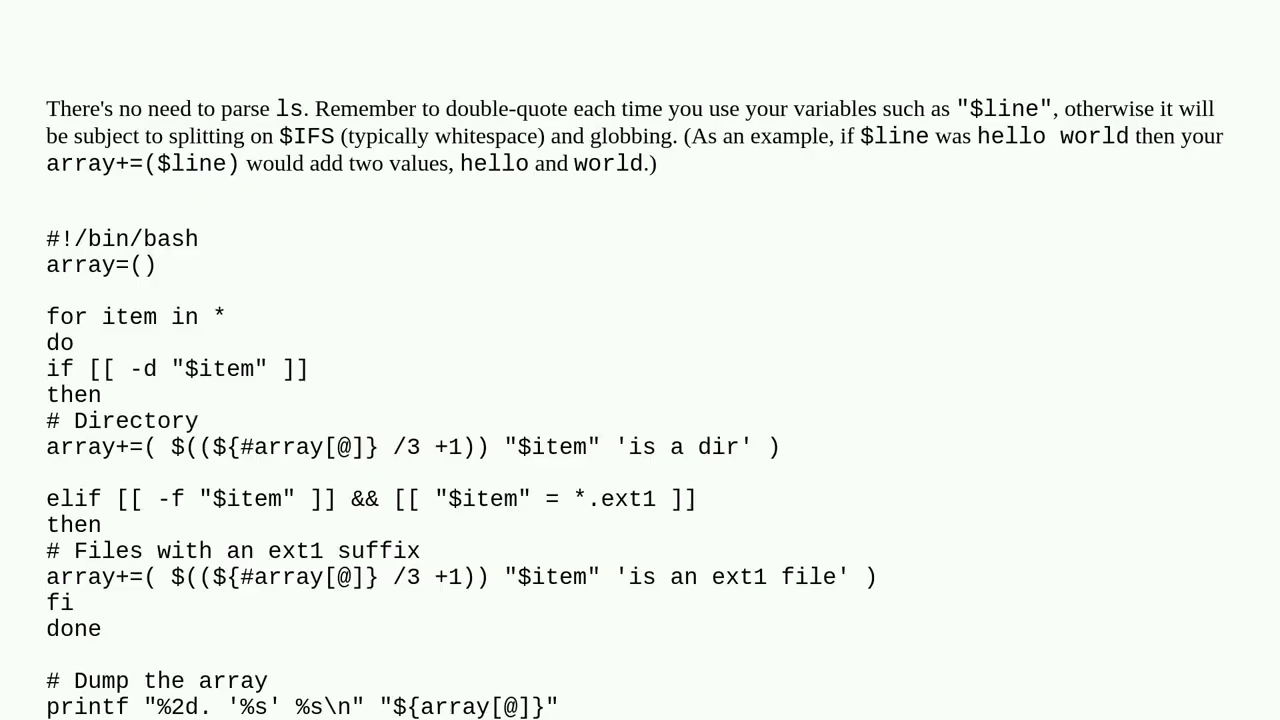 There's no need to parse ls. Remember to double-quote each time you use your variables such as "$line", otherwise it will
be subject to splitting on $IFS (typically whitespace) and globbing. (As an example, if $line was hello world then your
array+=($line) would add two values, hello and world.)
#!/bin/bash
array=()
for item in *
do
if [[ -d "$item" ]]
then
# Directory
array+=( $((${#array[@]} /3 +1)) "$item" 'is a dir' )
elif [[ -f "$item" ]] && [[ "$item" = *.ext1 ]]
then
# Files with an ext1 suffix
array+=( $((${#array[@]} /3 +1)) "$item" 'is an ext1 file' )
fi
done
# Dump the array
printf "%2d. '%s' %s\n" "${array[@]}"